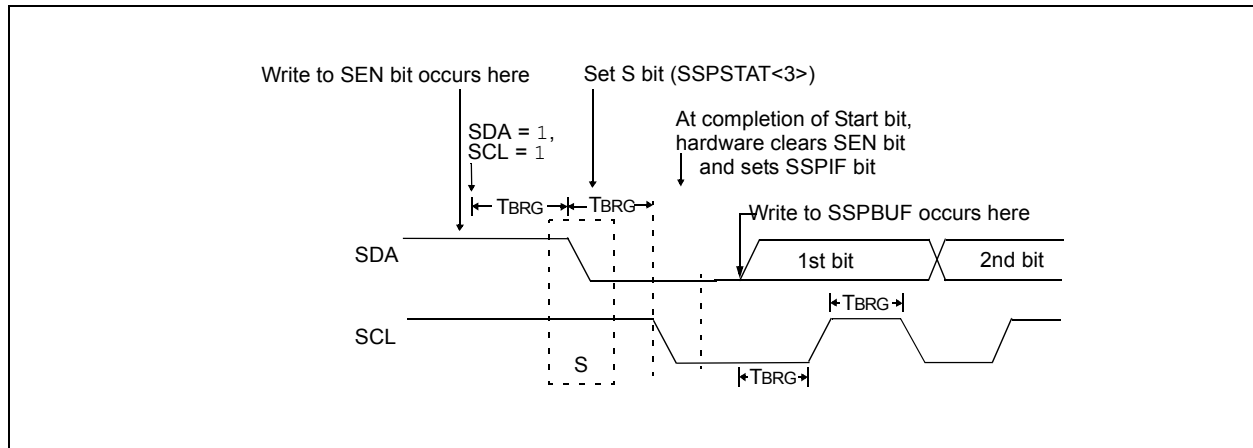 Write to SEN bit occurs here
Set S bit (SSPSTAT<3>)
SDA = 1,
SCL = 1
At completion of Start bit,
hardware clears SEN bit
and sets SSPIF bit
TBRG
TBRG
Write to SSPBUF occurs here
SDA
1st bit
2nd bit
TBRG
SCL
S
TBRG